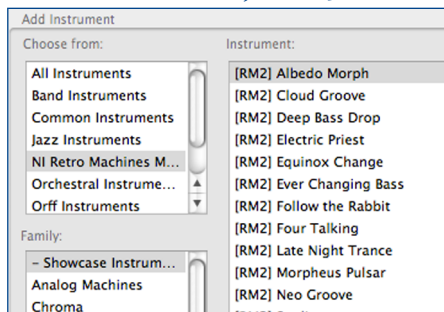 Add Instrument
Choose from:
All Instruments
Band Instruments
Common Instruments
Jazz Instruments
NI Retro Machines M...
Orchestral Instrume...
Orff Instruments
Family:
– Showcase Instrum...
Analog Machines
Chroma
Instrument:
[RM2] Albedo Morph
[RM2] Cloud Groove
[RM2] Deep Bass Drop
[RM2] Electric Priest
[RM2] Equinox Change
[RM2] Ever Changing Bass
[RM2] Follow the Rabbit
[RM2] Four Talking
[RM2] Late Night Trance
[RM2] Morpheus Pulsar
[RM2] Neo Groove